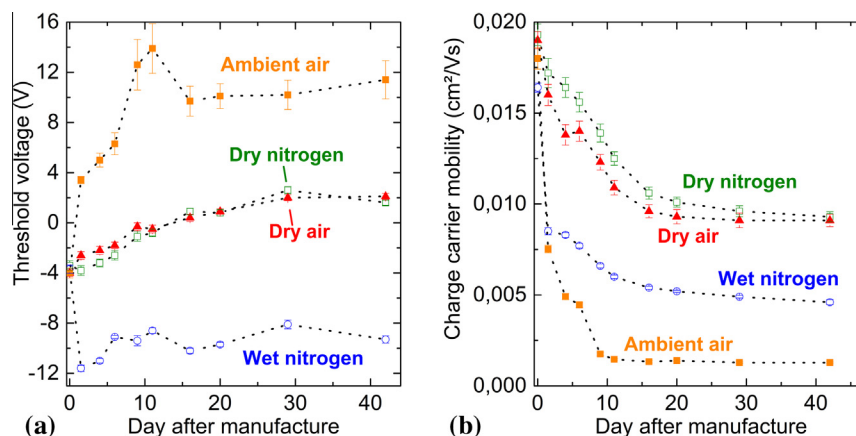 16
12
8
4
0
-4
-8
-12
Threshold voltage (V)
Ambient air
Dry nitrogen
Dry air
Wet nitrogen
0 10 20 30 40
Day after manufacture
(a)
0,020
0,015
0,010
0,005
0,000
Charge carrier mobility (cm²/Vs)
Dry nitrogen
Dry air
Wet nitrogen
Ambient air
0 10 20 30 40
Day after manufacture
(b)